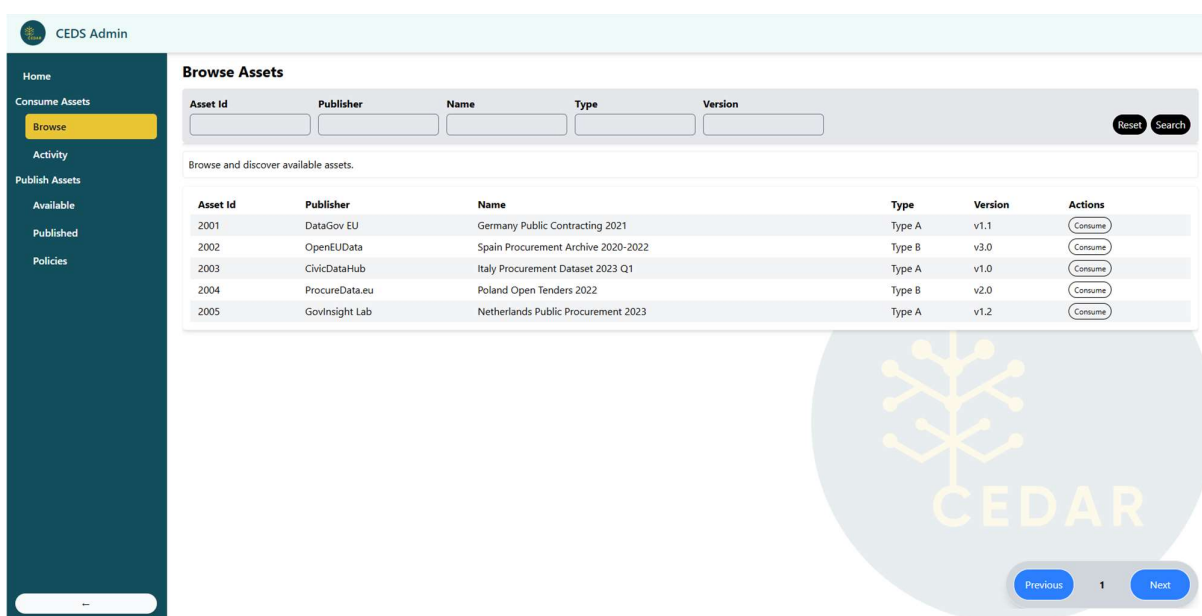 CEDAR
CEDS Admin
Home
Consume Assets
Browse
Activity
Publish Assets
Available
Published
Policies
←
Browse Assets
Asset Id Publisher Name Type Version
Reset Search
Browse and discover available assets.
Asset Id Publisher Name Type Version Actions
2001 DataGov EU Germany Public Contracting 2021 Type A v1.1 Consume
2002 OpenEUData Spain Procurement Archive 2020-2022 Type B v3.0 Consume
2003 CivicDataHub Italy Procurement Dataset 2023 Q1 Type A v1.0 Consume
2004 ProcureData.eu Poland Open Tenders 2022 Type B v2.0 Consume
2005 GovInsight Lab Netherlands Public Procurement 2023 Type A v1.2 Consume
CEDAR
Previous 1 Next